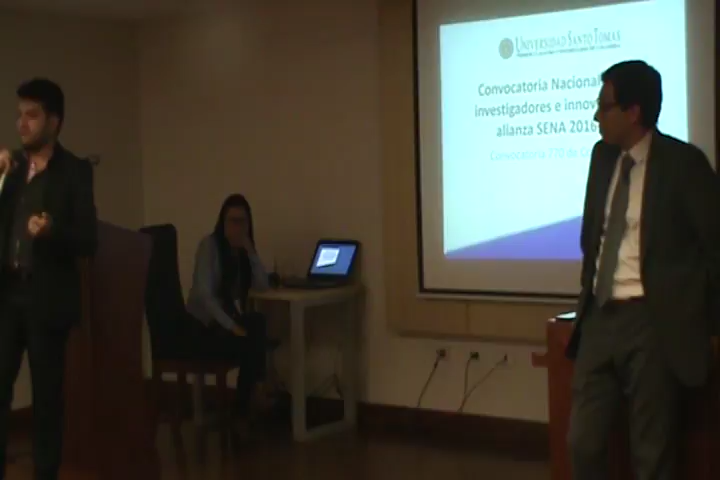 UNIVERSIDAD SANTO TOMÁS
Convocatoria Nacional
investigadores e innov
alianza SENA 2016
Convocatoria 770 de